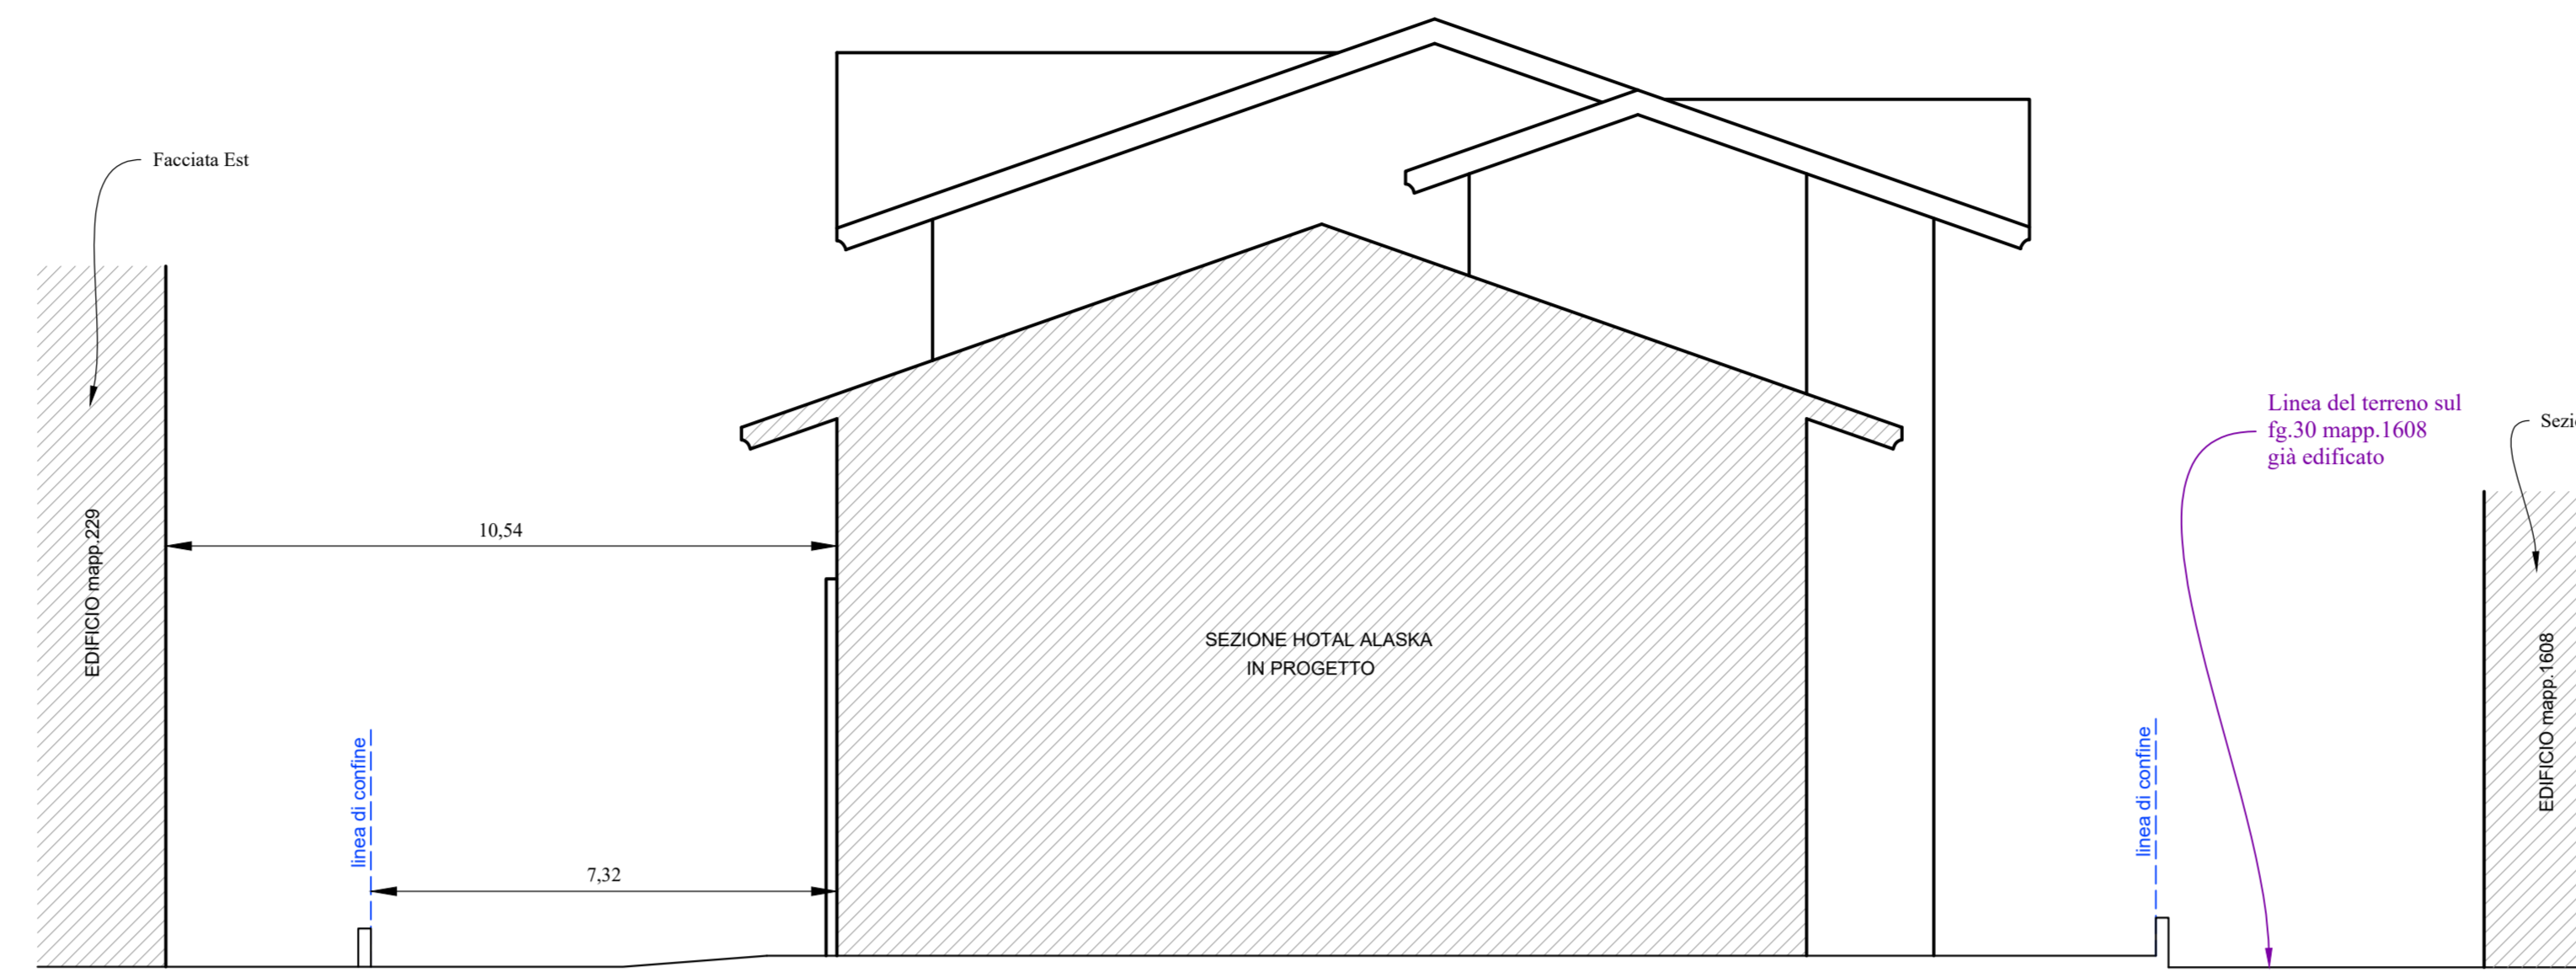 Facciata Est
Linea del terreno sul
fg.30 mapp.1608
già edificato
EDIFICIO mapp.229
10,54
SEZIONE HOTAL ALASKA
IN PROGETTO
EDIFICIO mapp.1608
linea di confine
linea di confine
7,32